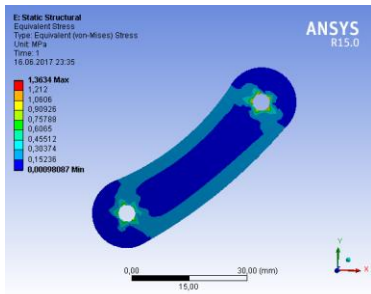 E: Static Structural
Equivalent Stress
Type: Equivalent (von-Mises) Stress
Unit: MPa
Time: 1
16.06.2017 23:35
ANSYS
R15.0
1,3634 Max
1,212
1,0606
0,90926
0,75788
0,6065
0,45512
0,30374
0,15236
0,00098087 Min
Y
X
0,00
30,00 (mm)
15,00